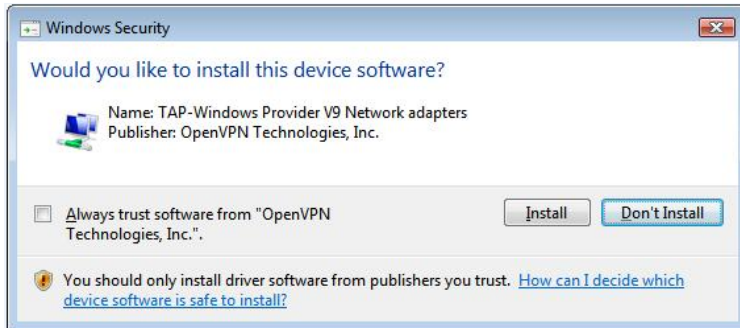 Windows Security
Would you like to install this device software?
Name: TAP-Windows Provider V9 Network adapters
Publisher: OpenVPN Technologies, Inc.
Always trust software from "OpenVPN
Technologies, Inc.".
Install
Don't Install
You should only install driver software from publishers you trust. How can I decide which
device software is safe to install?